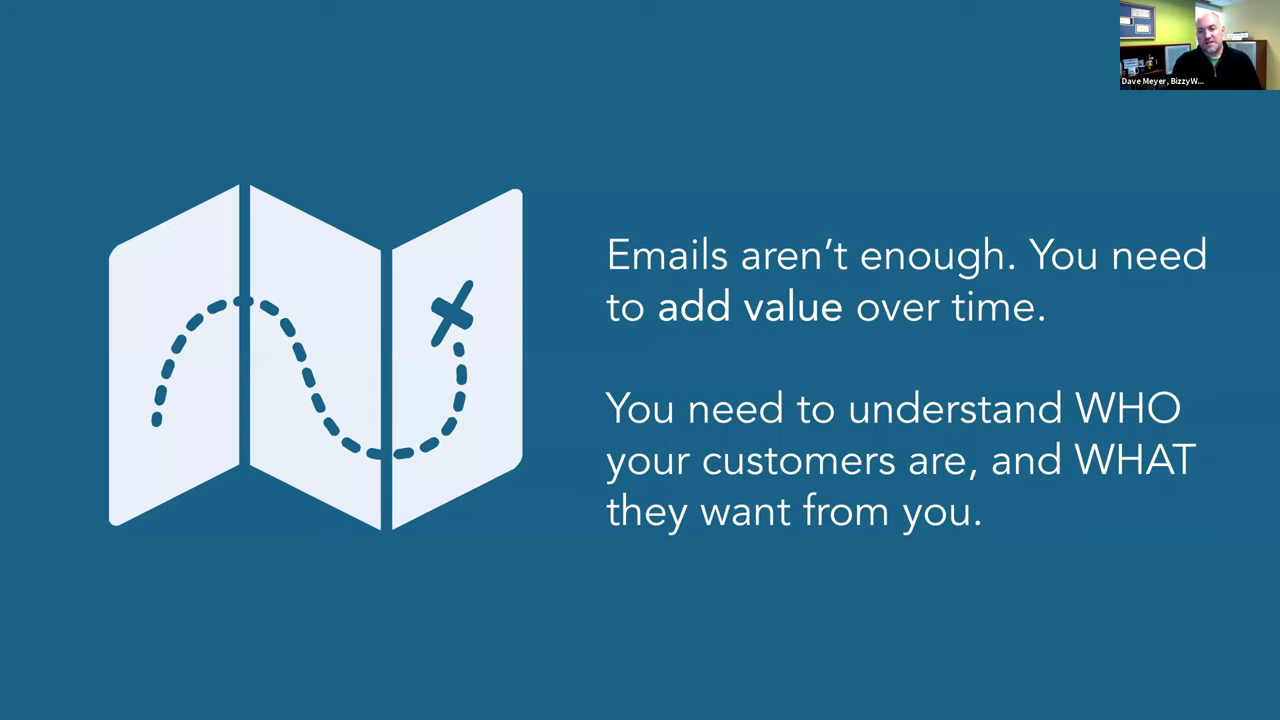 Dave Meyer, BizzyW...
Emails aren’t enough. You need
to add value over time.
You need to understand WHO
your customers are, and WHAT
they want from you.